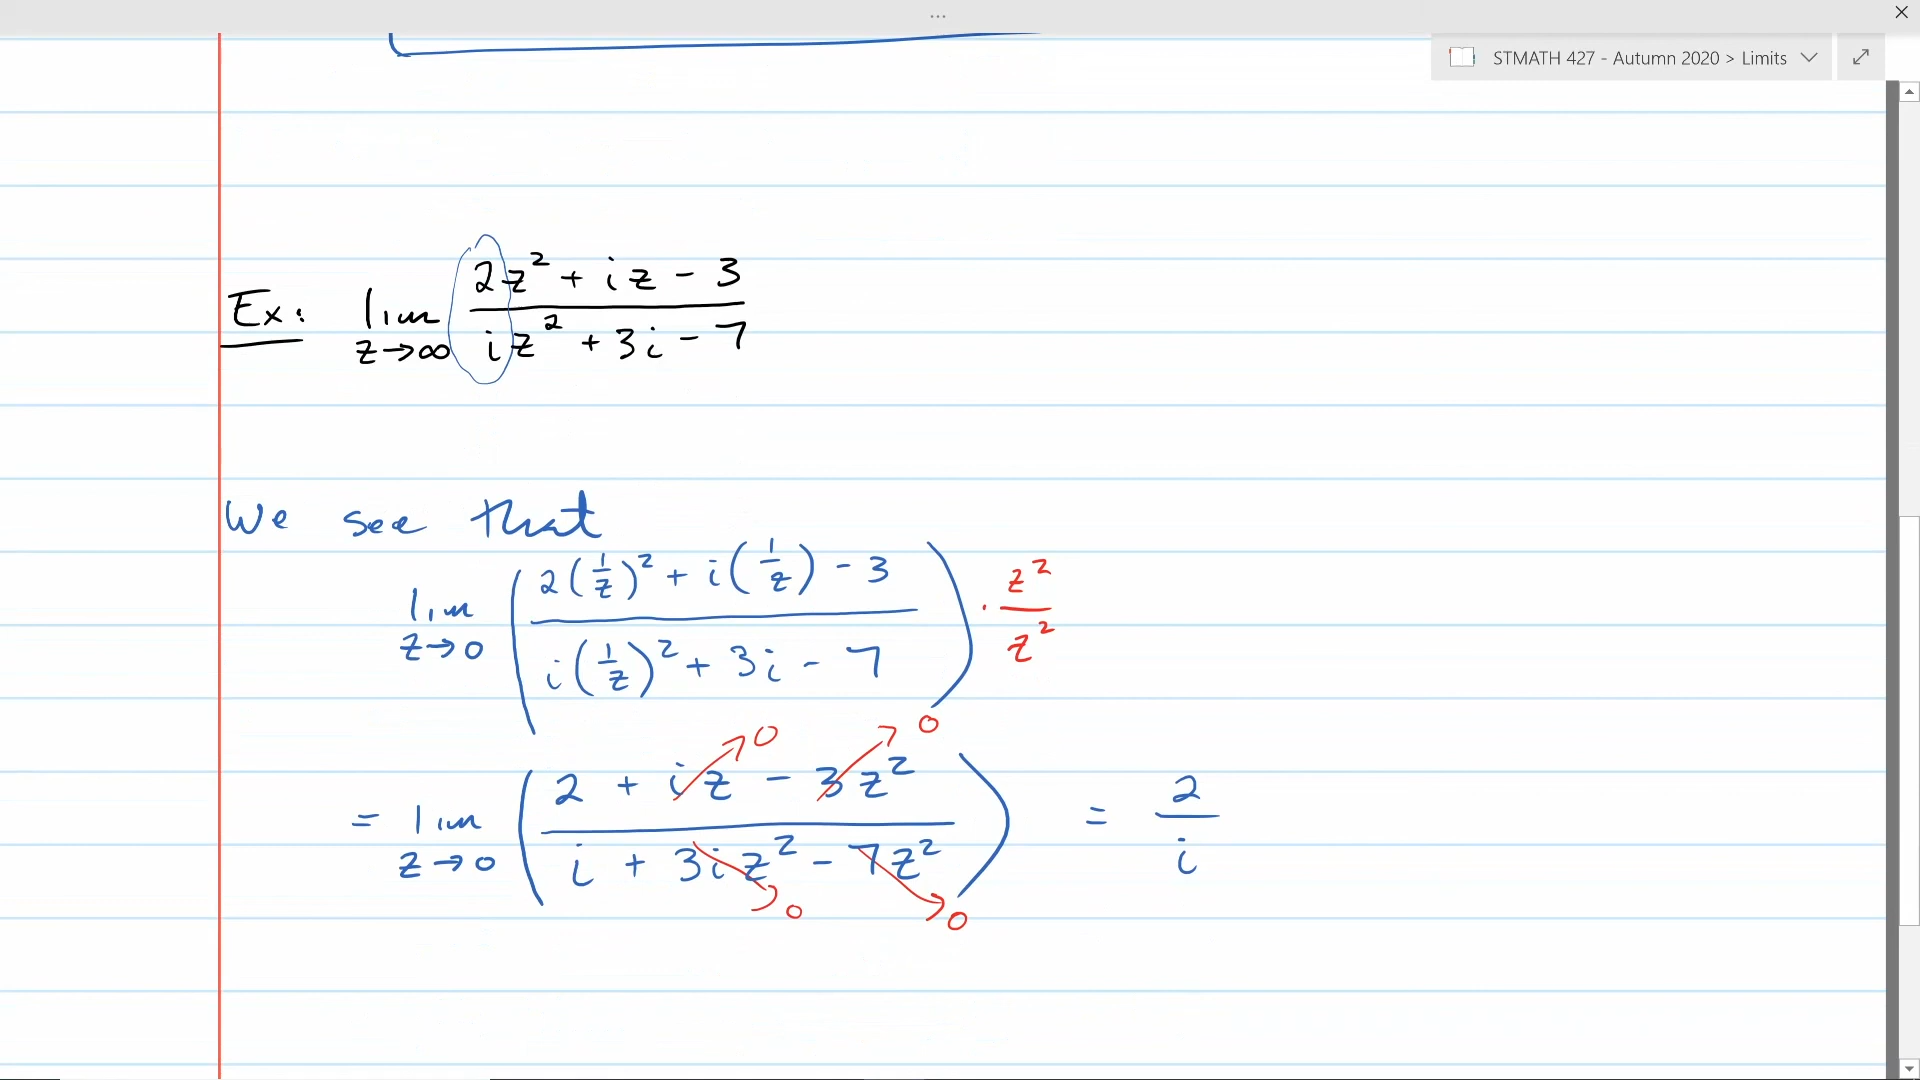 ...
STMATH 427 - Autumn 2020 > Limits
Ex: lim z→∞ (2z² + iz - 3)/(iz² + 3i - 7)
We see that
lim z→0 ( (2(1/z)² + i(1/z) - 3)/(i(1/z)² + 3i - 7) ) · z²/z²
= lim z→0 ( (2 + iz - 3z²)/(i + 3iz² - 7z²) ) = 2/i
0 0
0 0